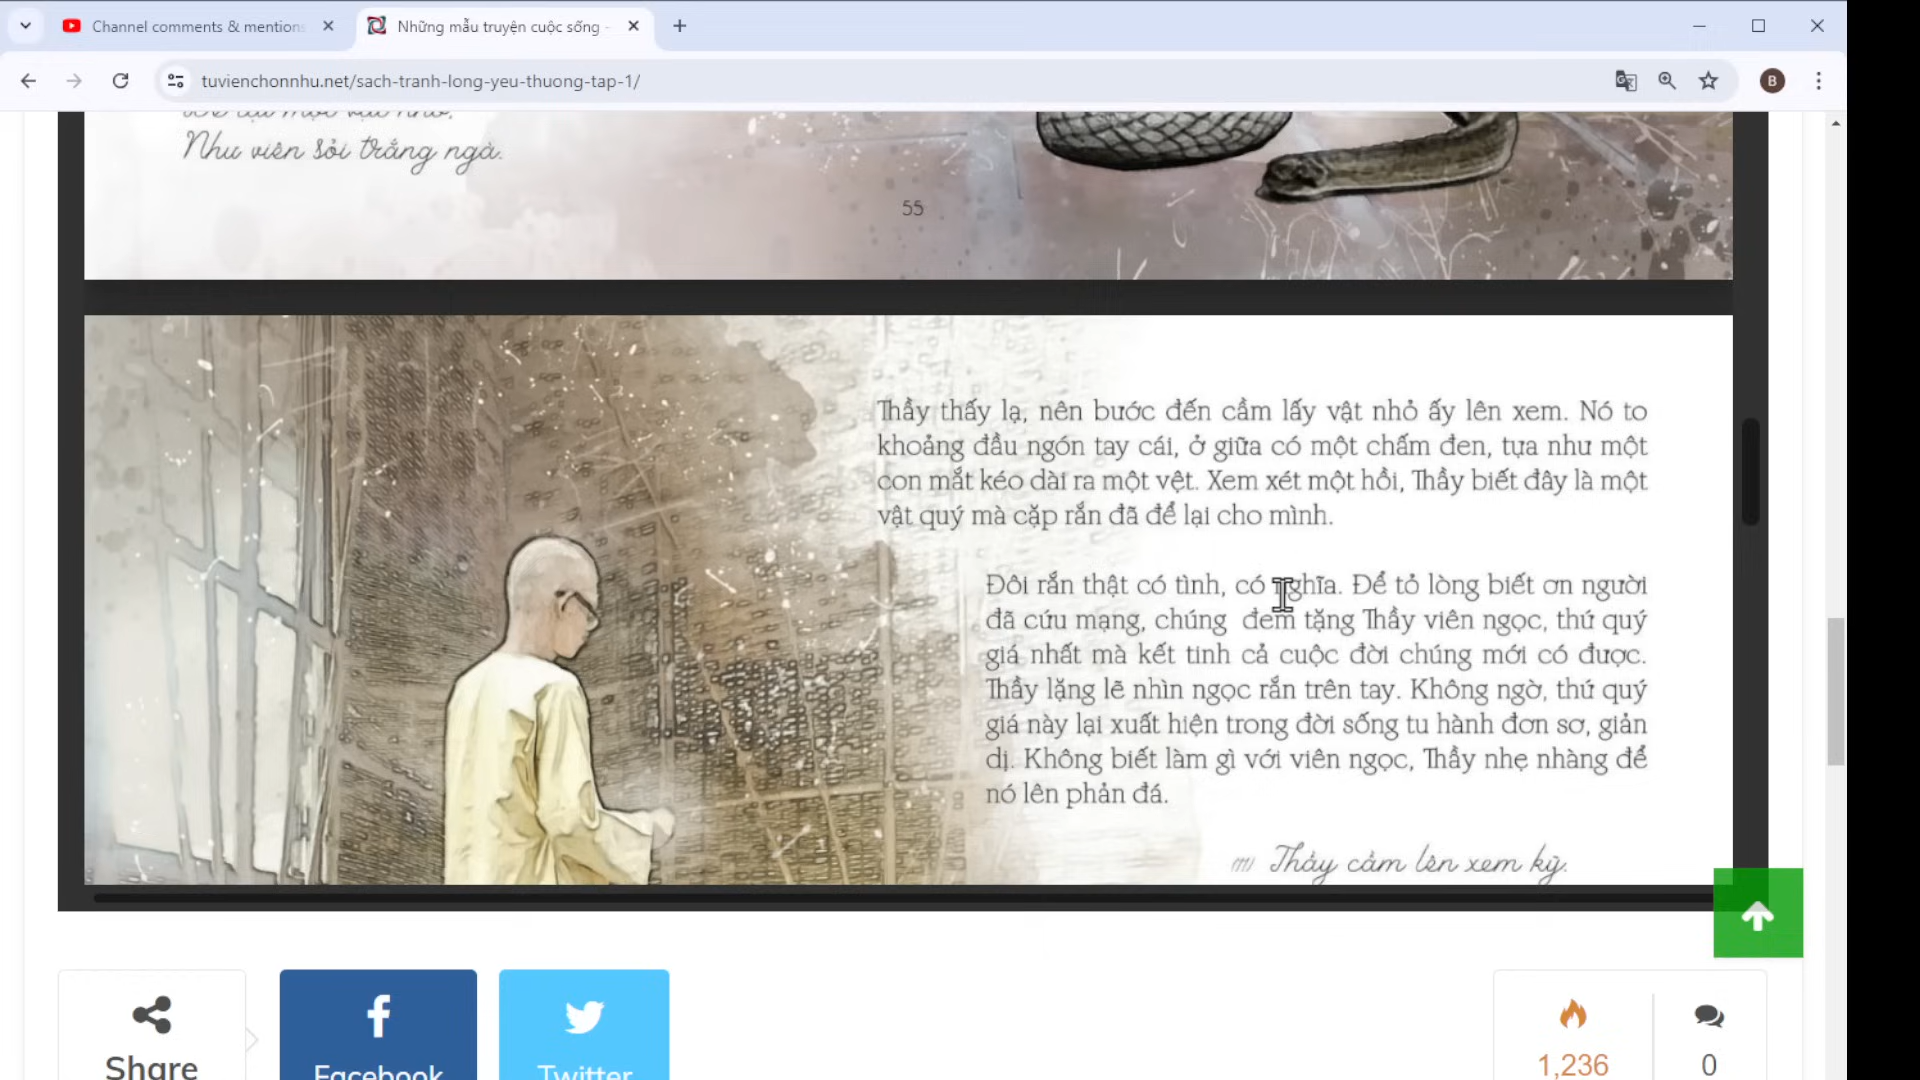 Channel comments & mentions
Những mẫu truyện cuộc sống -
tuvienchonnhu.net/sach-tranh-long-yeu-thuong-tap-1/
B
Như viên sỏi trắng ngà.
55
Thầy thấy lạ, nên bước đến cầm lấy vật nhỏ ấy lên xem. Nó to
khoảng đầu ngón tay cái, ở giữa có một chấm đen, tựa như một
con mắt kéo dài ra một vệt. Xem xét một hồi, Thầy biết đây là một
vật quý mà cặp rắn đã để lại cho mình.
Đôi rắn thật có tình, có nghĩa. Để tỏ lòng biết ơn người
đã cứu mạng, chúng đem tặng Thầy viên ngọc, thứ quý
giá nhất mà kết tinh cả cuộc đời chúng mới có được.
Thầy lặng lẽ nhìn ngọc rắn trên tay. Không ngờ, thứ quý
giá này lại xuất hiện trong đời sống tu hành đơn sơ, giản
dị. Không biết làm gì với viên ngọc, Thầy nhẹ nhàng để
nó lên phản đá.
Thầy cầm lên xem kỹ.
Share
Facebook
Twitter
1,236
0